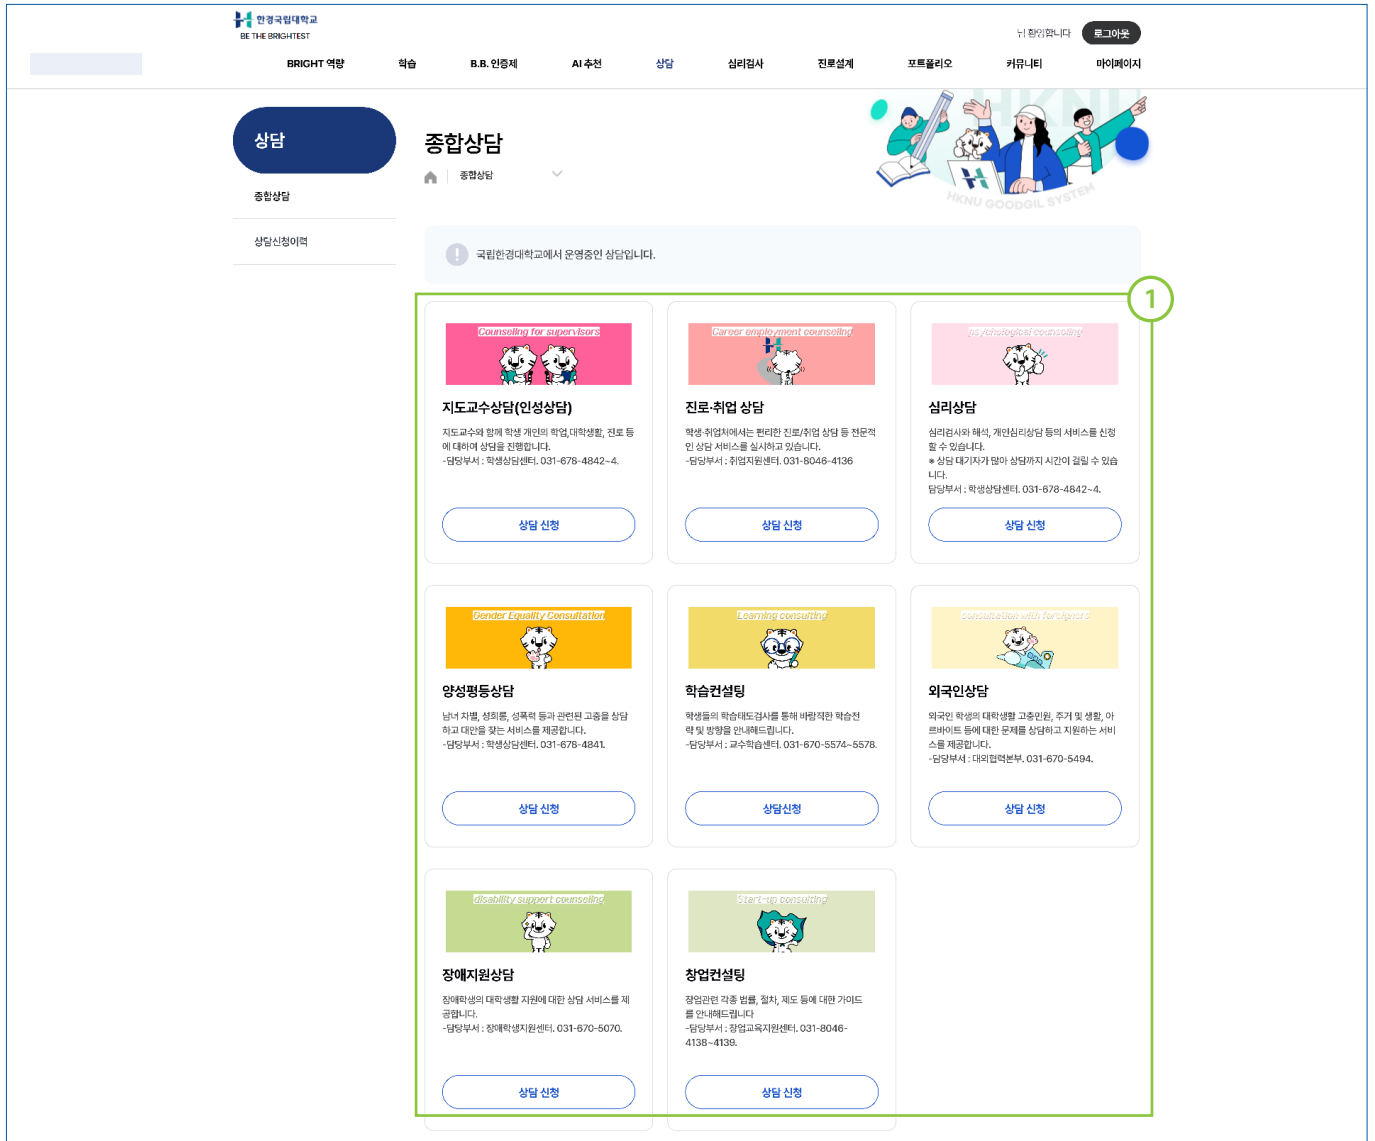 한경국립대학교
BE THE BRIGHTEST
님 환영합니다
로그아웃
BRIGHT 역량 학습 B.B. 인증제 AI 추천 상담 심리검사 진로설계 포트폴리오 커뮤니티 마이페이지
상담
종합상담
상담신청이력
종합상담
종합상담
HKNU
HKNU GOODGIL SYSTEM
! 국립한경대학교에서 운영중인 상담입니다.
1
Counseling for supervisors
지도교수상담(인성상담)
지도교수와 함께 학생 개인의 학업,대학생활, 진로 등
에 대하여 상담을 진행합니다.
-담당부서 : 학생상담센터. 031-678-4842~4.
상담 신청
Career employment counseling
진로·취업 상담
학생·취업처에서는 편리한 진로/취업 상담 등 전문적
인 상담 서비스를 실시하고 있습니다.
-담당부서 : 취업지원센터. 031-8046-4136
상담 신청
psychological counseling
심리상담
심리검사와 해석, 개인심리상담 등의 서비스를 신청
할 수 있습니다.
※ 상담 대기자가 많아 상담까지 시간이 걸릴 수 있습
니다.
담당부서 : 학생상담센터. 031-678-4842~4.
상담 신청
Gender Equality Consultation
양성평등상담
남녀 차별, 성희롱, 성폭력 등과 관련된 고충을 상담
하고 대안을 찾는 서비스를 제공합니다.
-담당부서 : 학생상담센터. 031-678-4841.
상담 신청
Learning consulting
학습컨설팅
학생들의 학습태도검사를 통해 바람직한 학습전
략 및 방향을 안내해드립니다.
-담당부서 : 교수학습센터. 031-670-5574~5578.
상담신청
consultation with foreigners
외국인상담
외국인 학생의 대학생활 고충민원, 주거 및 생활, 아
르바이트 등에 대한 문제를 상담하고 지원하는 서비
스를 제공합니다.
-담당부서 : 대외협력본부. 031-670-5494.
상담 신청
disability support counseling
장애지원상담
장애학생의 대학생활 지원에 대한 상담 서비스를 제
공합니다.
-담당부서 : 장애학생지원센터. 031-670-5070.
상담 신청
Start-up consulting
창업컨설팅
창업관련 각종 법률, 절차, 제도 등에 대한 가이드
를 안내해드립니다
-담당부서 : 창업교육지원센터. 031-8046-
4138~4139.
상담 신청